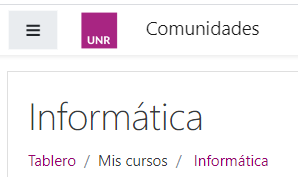 UNR Comunidades
Informática
Tablero / Mis cursos / Informática